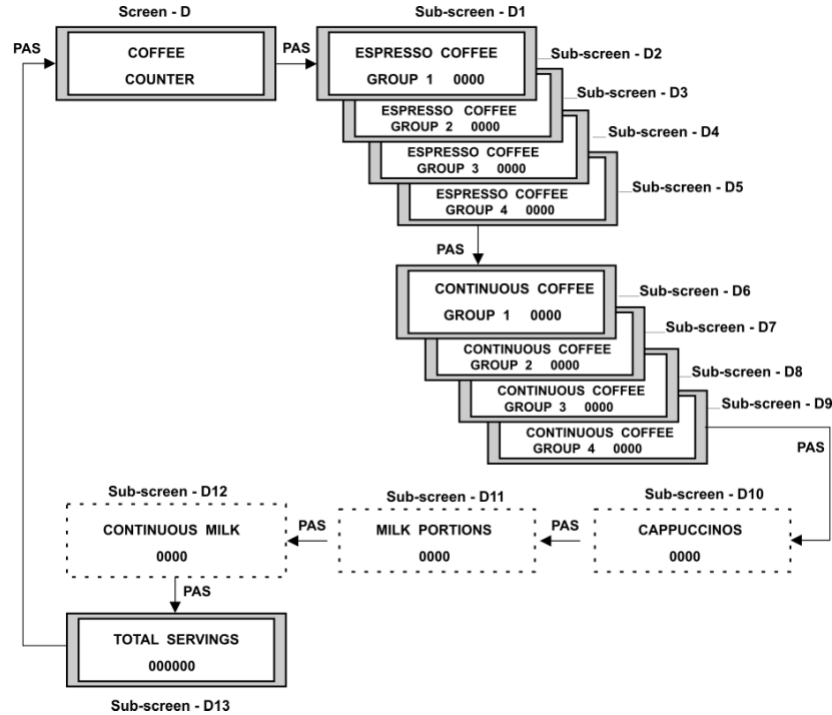 Screen - D
Sub-screen - D1
PAS
COFFEE
COUNTER
PAS
ESPRESSO COFFEE
GROUP 1 0000
Sub-screen - D2
ESPRESSO COFFEE
GROUP 2 0000
Sub-screen - D3
ESPRESSO COFFEE
GROUP 3 0000
Sub-screen - D4
ESPRESSO COFFEE
GROUP 4 0000
Sub-screen - D5
PAS
CONTINUOUS COFFEE
GROUP 1 0000
Sub-screen - D6
CONTINUOUS COFFEE
GROUP 2 0000
Sub-screen - D7
CONTINUOUS COFFEE
GROUP 3 0000
Sub-screen - D8
CONTINUOUS COFFEE
GROUP 4 0000
Sub-screen - D9
PAS
Sub-screen - D10
CAPPUCCINOS
0000
PAS
Sub-screen - D11
MILK PORTIONS
0000
PAS
Sub-screen - D12
CONTINUOUS MILK
0000
PAS
TOTAL SERVINGS
000000
Sub-screen - D13